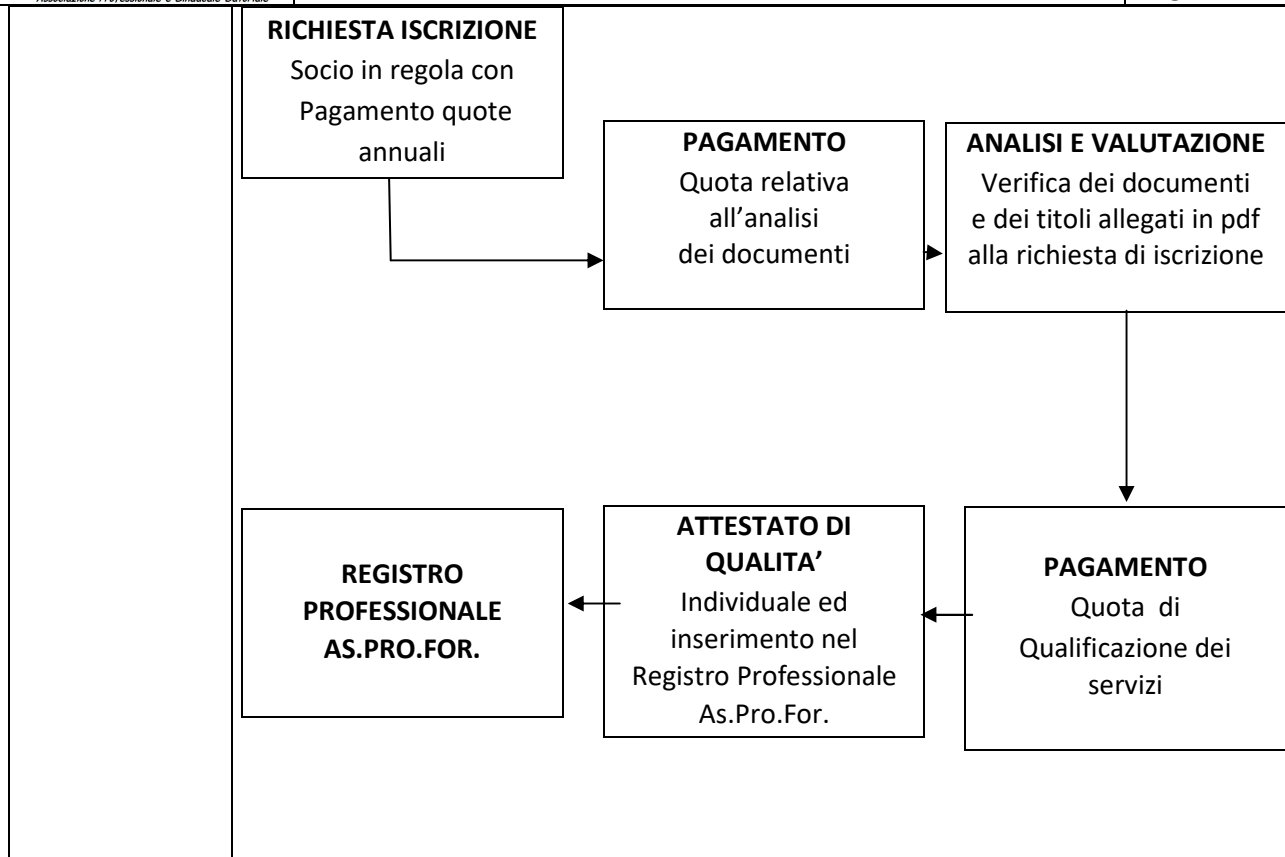 RICHIESTA ISCRIZIONE
Socio in regola con
Pagamento quote
annuali
PAGAMENTO
Quota relativa
all’analisi
dei documenti
ANALISI E VALUTAZIONE
Verifica dei documenti
e dei titoli allegati in pdf
alla richiesta di iscrizione
REGISTRO
PROFESSIONALE
AS.PRO.FOR.
ATTESTATO DI
QUALITA’
Individuale ed
inserimento nel
Registro Professionale
As.Pro.For.
PAGAMENTO
Quota di
Qualificazione dei
servizi